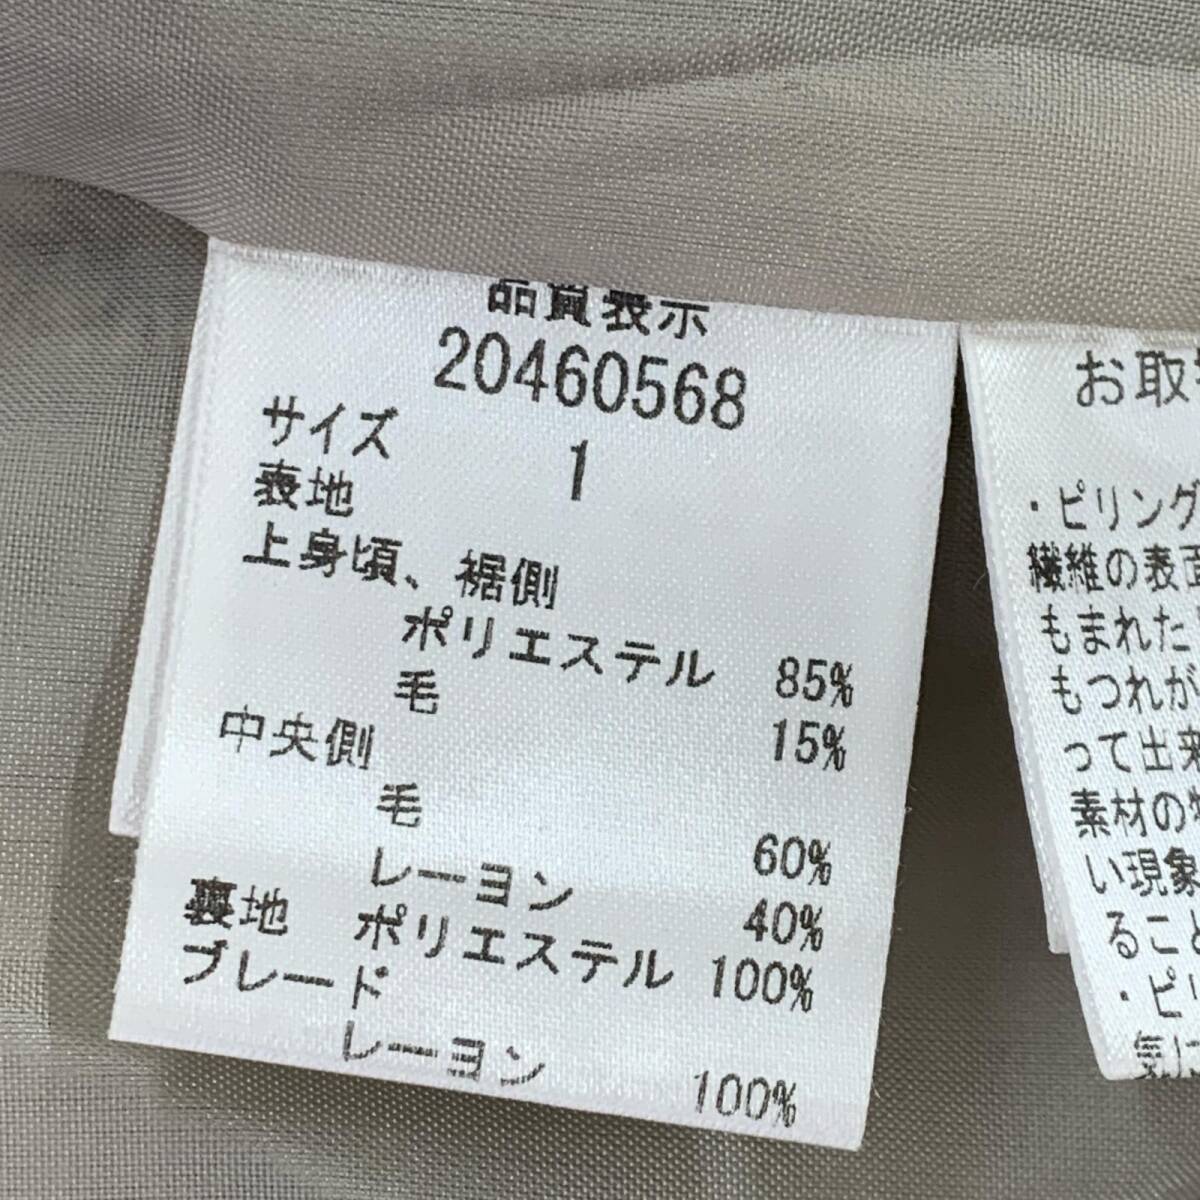 品質表示
20460568
サイズ 1
表地
上身頃、裾側
ポリエステル 85%
毛 15%
中央側
毛 60%
レーヨン 40%
裏地 ポリエステル 100%
ブレード
レーヨン 100%
お取
・ピリング
繊維の表面
もまれた
もつれが
って出来
素材の特
い現象
ること
・ピリ
気に